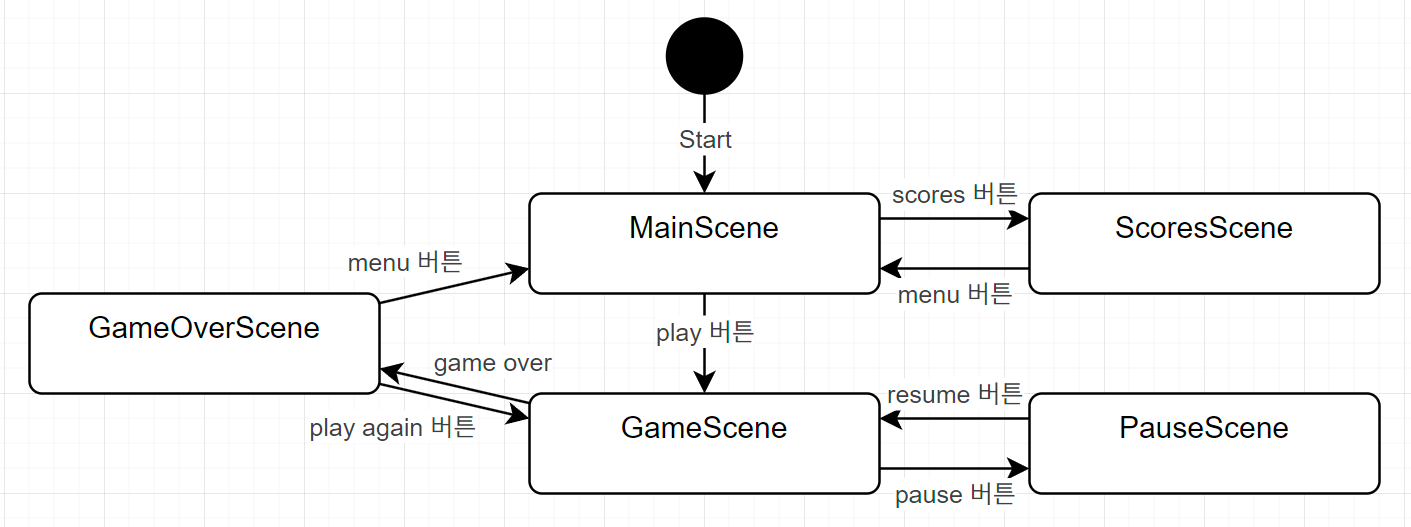 Start
scores 버튼
MainScene
ScoresScene
menu 버튼
menu 버튼
GameOverScene
play 버튼
game over
resume 버튼
play again 버튼
GameScene
PauseScene
pause 버튼